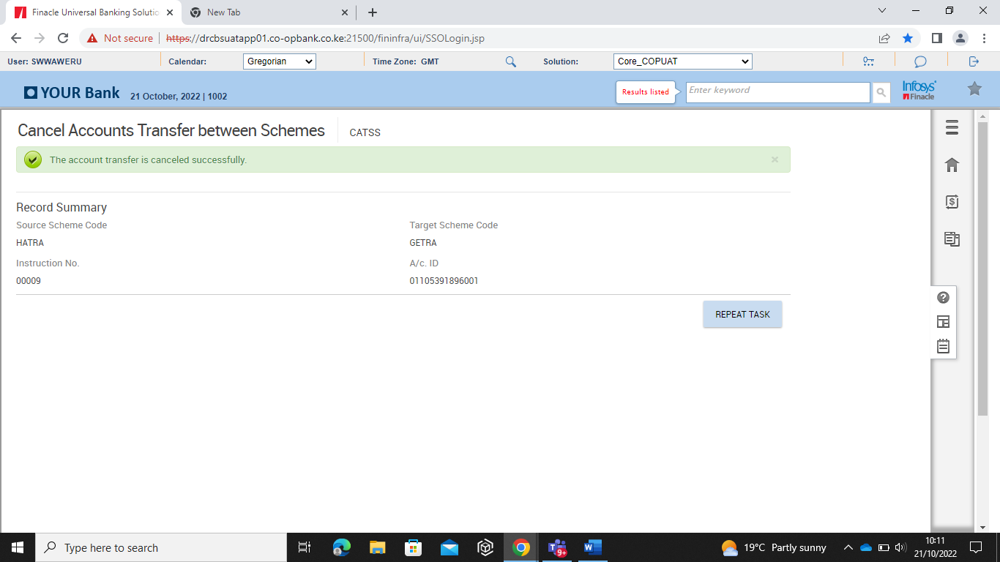 Finacle Universal Banking Solutio
New Tab
Not secure
https://drcbsuatapp01.co-opbank.co.ke:21500/fininfra/ui/SSOLogin.jsp
User: SWWAWERU
Calendar:
Gregorian
Time Zone: GMT
Solution:
Core_COPUAT
YOUR Bank
21 October, 2022 | 1002
Results listed
Enter keyword
Infosys
Finacle
Cancel Accounts Transfer between Schemes
CATSS
The account transfer is canceled successfully.
Record Summary
Source Scheme Code
Target Scheme Code
HATRA
GETRA
Instruction No.
A/c. ID
00009
01105391896001
REPEAT TASK
Type here to search
9+
19°C Partly sunny
10:11
21/10/2022